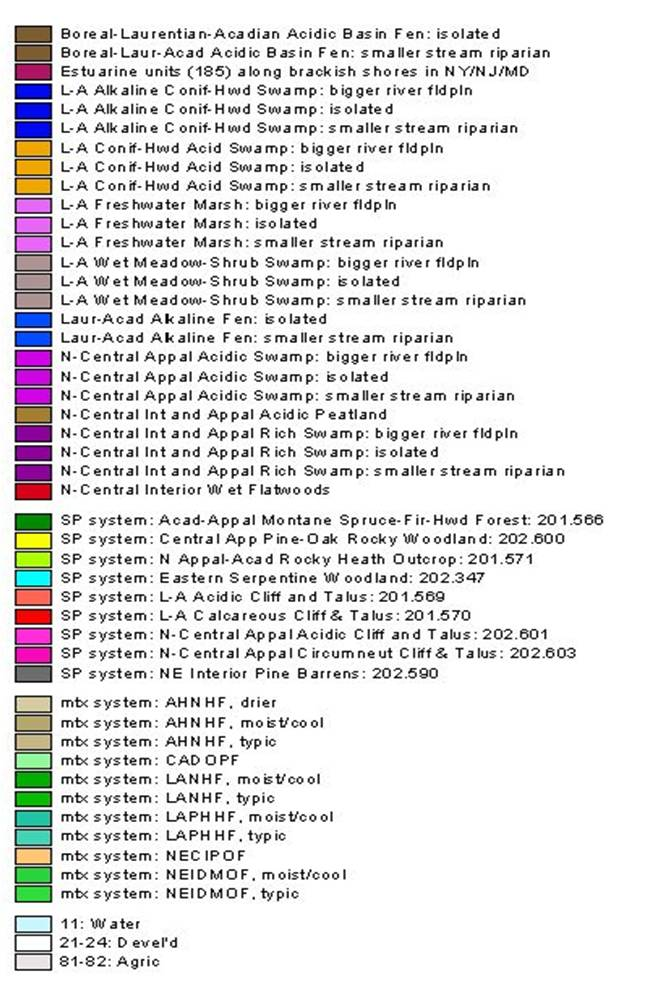 Boreal-Laurentian-Acadian Acidic Basin Fen: isolated
Boreal-Laur-Acad Acidic Basin Fen: smaller stream riparian
Estuarine units (185) along brackish shores in NY/NJ/MD
L-A Alkaline Conif-Hwd Swamp: bigger river fldpln
L-A Alkaline Conif-Hwd Swamp: isolated
L-A Alkaline Conif-Hwd Swamp: smaller stream riparian
L-A Conif-Hwd Acid Swamp: bigger river fldpln
L-A Conif-Hwd Acid Swamp: isolated
L-A Conif-Hwd Acid Swamp: smaller stream riparian
L-A Freshwater Marsh: bigger river fldpln
L-A Freshwater Marsh: isolated
L-A Freshwater Marsh: smaller stream riparian
L-A Wet Meadow-Shrub Swamp: bigger river fldpln
L-A Wet Meadow-Shrub Swamp: isolated
L-A Wet Meadow-Shrub Swamp: smaller stream riparian
Laur-Acad Alkaline Fen: isolated
Laur-Acad Alkaline Fen: smaller stream riparian
N-Central Appal Acidic Swamp: bigger river fldpln
N-Central Appal Acidic Swamp: isolated
N-Central Appal Acidic Swamp: smaller stream riparian
N-Central Int and Appal Acidic Peatland
N-Central Int and Appal Rich Swamp: bigger river fldpln
N-Central Int and Appal Rich Swamp: isolated
N-Central Int and Appal Rich Swamp: smaller stream riparian
N-Central Interior Wet Flatwoods
SP system: Acad-Appal Montane Spruce-Fir-Hwd Forest: 201.566
SP system: Central App Pine-Oak Rocky Woodland: 202.600
SP system: N Appal-Acad Rocky Heath Outcrop: 201.571
SP system: Eastern Serpentine Woodland: 202.347
SP system: L-A Acidic Cliff and Talus: 201.569
SP system: L-A Calcareous Cliff & Talus: 201.570
SP system: N-Central Appal Acidic Cliff and Talus: 202.601
SP system: N-Central Appal Circumneut Cliff & Talus: 202.603
SP system: NE Interior Pine Barrens: 202.590
mtx system: AHNHF, drier
mtx system: AHNHF, moist/cool
mtx system: AHNHF, typic
mtx system: CADOPF
mtx system: LANHF, moist/cool
mtx system: LANHF, typic
mtx system: LAPHHF, moist/cool
mtx system: LAPHHF, typic
mtx system: NECIPOF
mtx system: NEIDMOF, moist/cool
mtx system: NEIDMOF, typic
11: Water
21-24: Devel'd
81-82: Agric